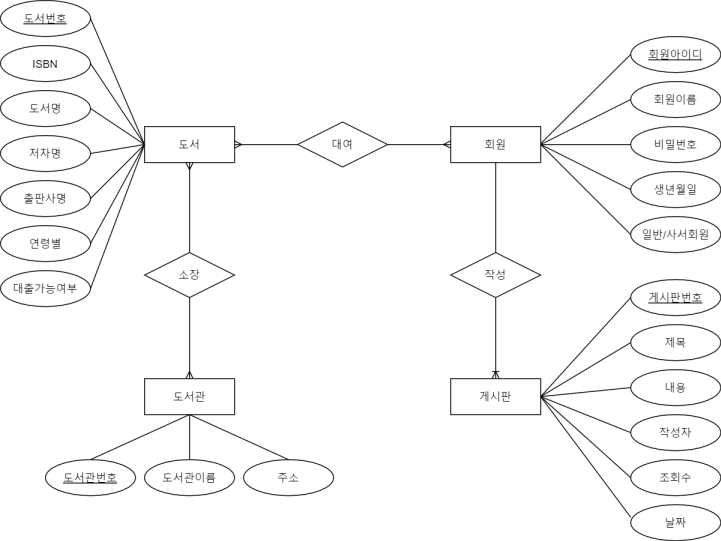 도서번호
ISBN
도서명
저자명
출판사명
연령별
대출가능여부
도서
대여
회원
회원아이디
회원이름
비밀번호
생년월일
일반/사서회원
소장
작성
도서관
게시판
도서관번호
도서관이름
주소
게시판번호
제목
내용
작성자
조회수
날짜